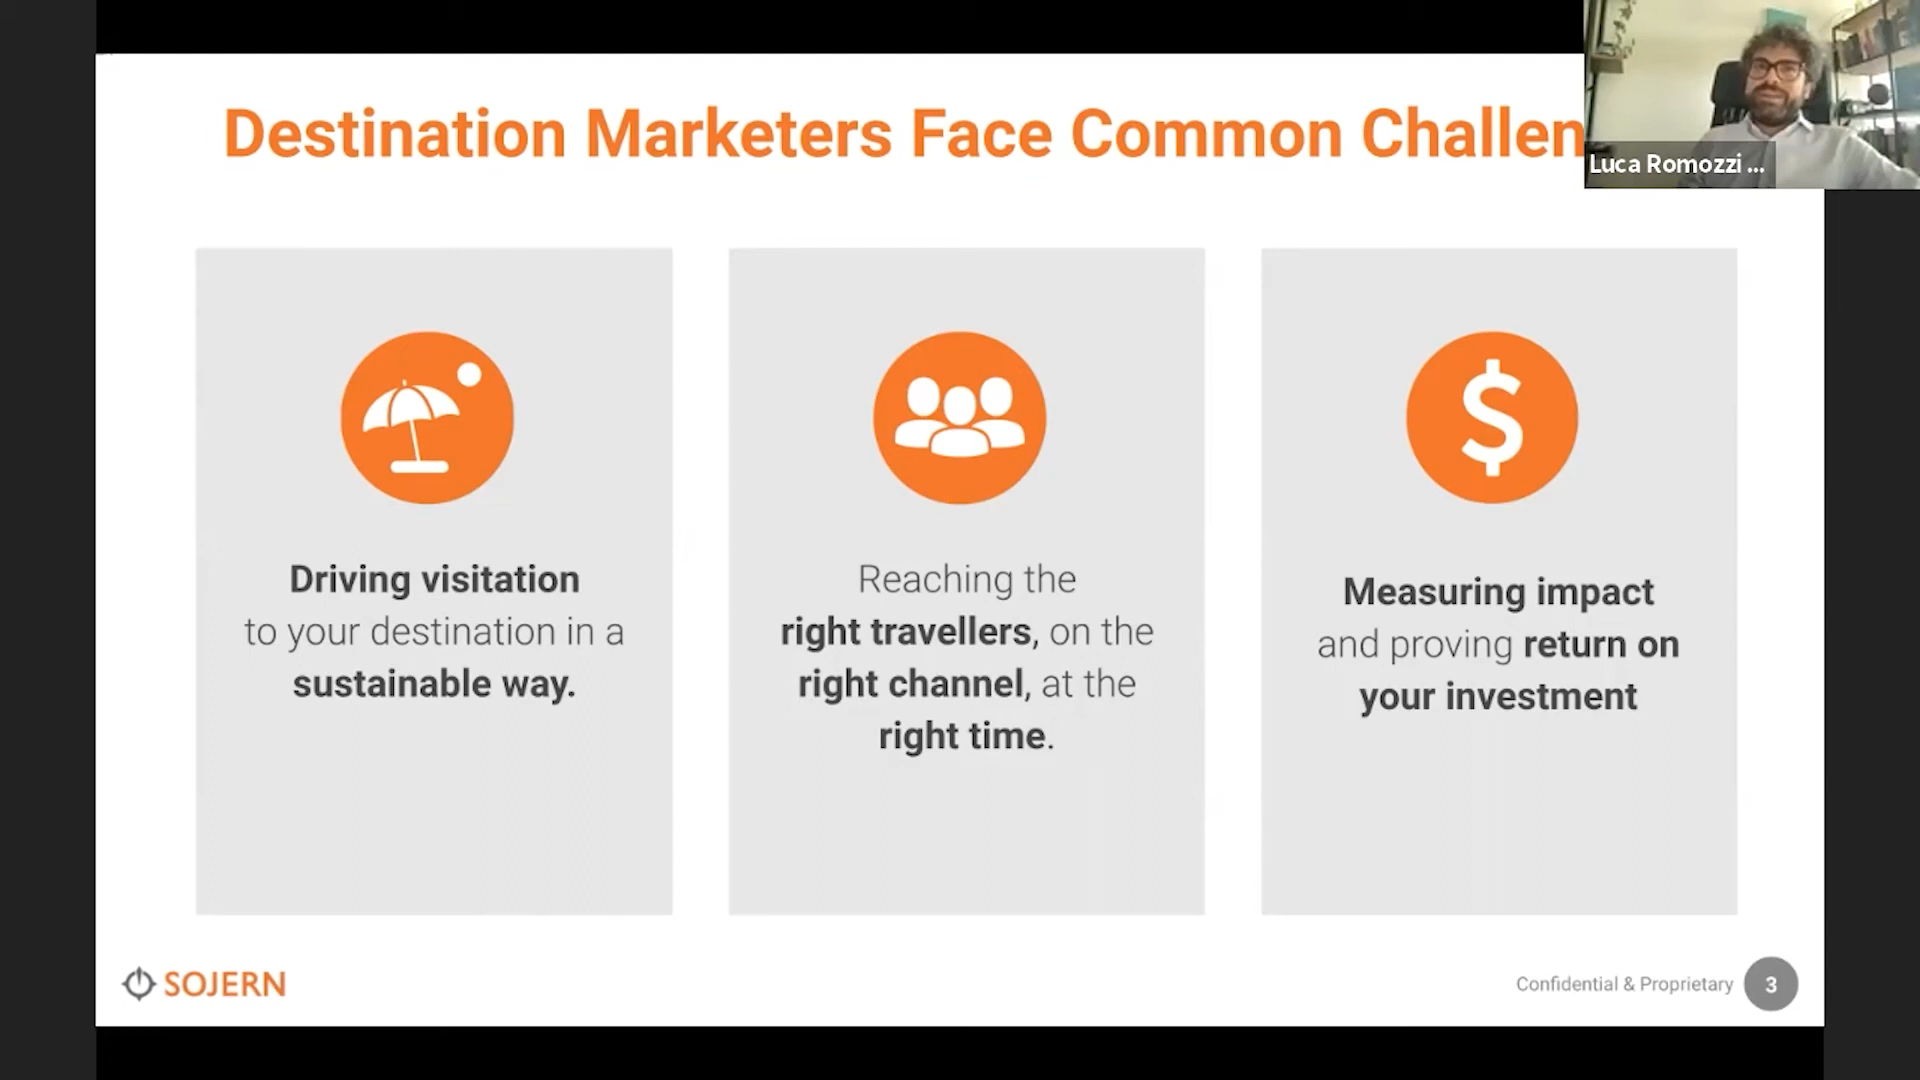 Destination Marketers Face Common Challen
Luca Romozzi ...
Driving visitation
to your destination in a
sustainable way.
Reaching the
right travellers, on the
right channel, at the
right time.
Measuring impact
and proving return on
your investment
SOJERN
Confidential & Proprietary
3